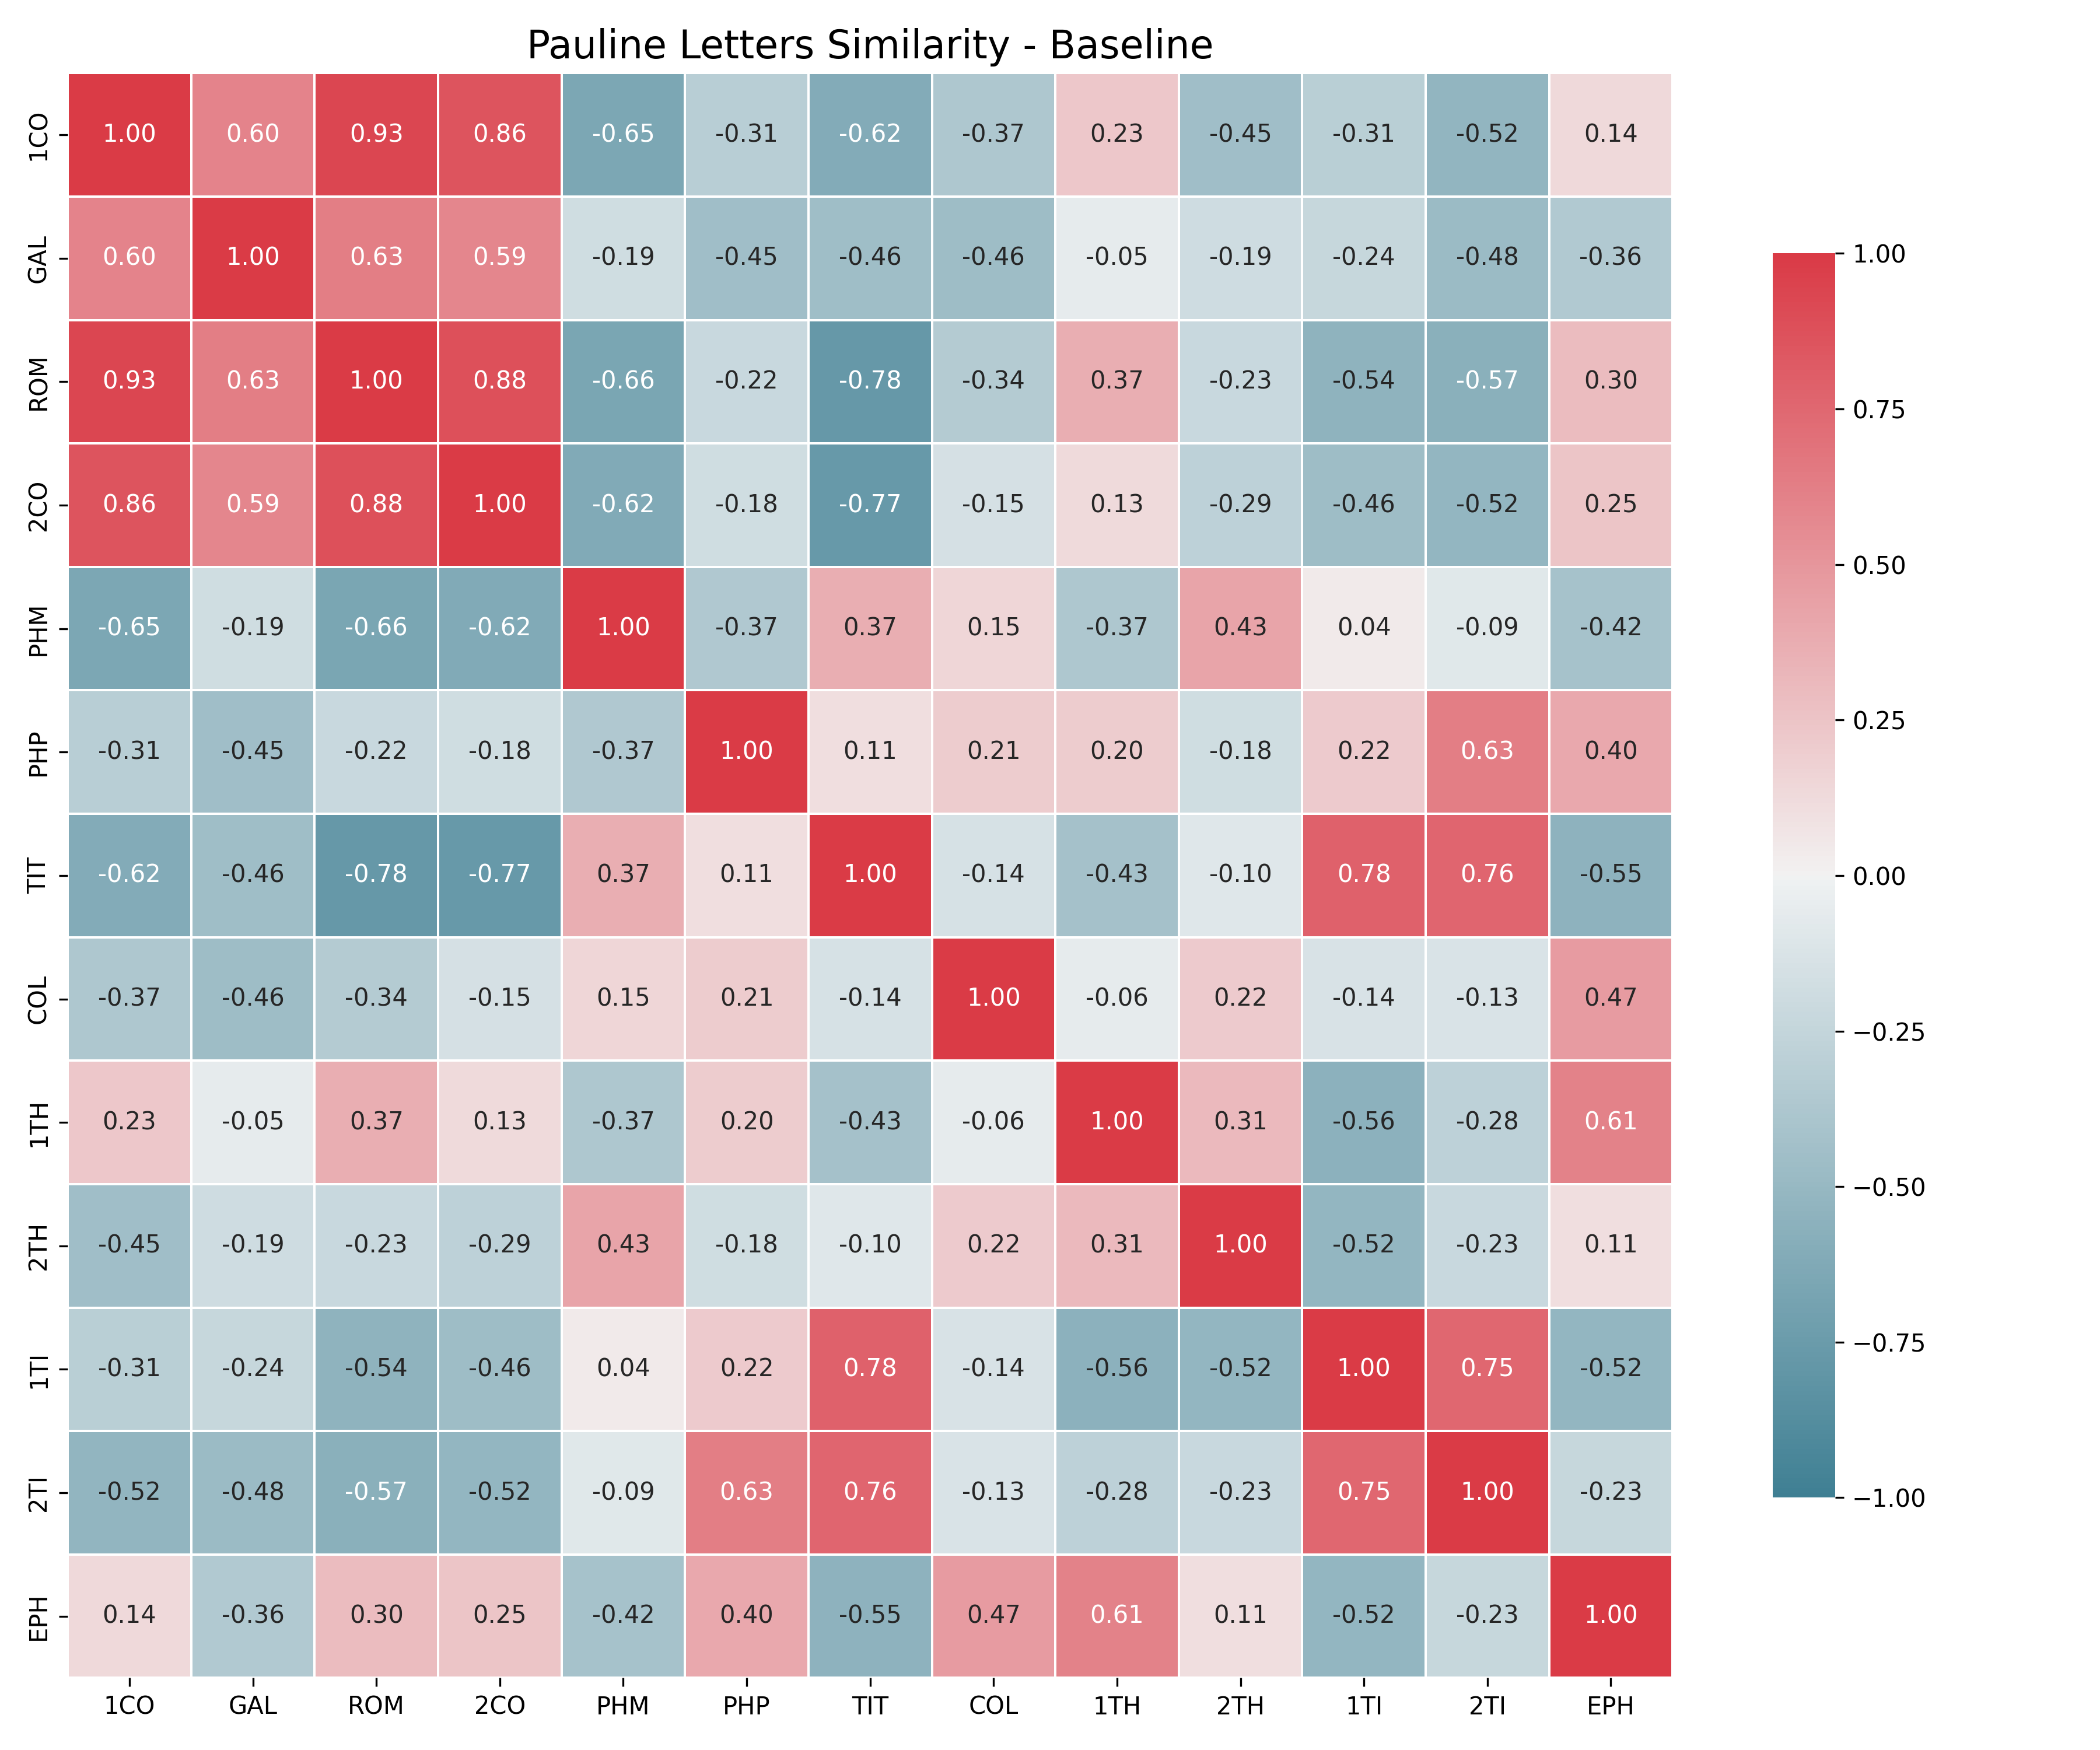 Pauline Letters Similarity - Baseline
1CO 1.00 0.60 0.93 0.86 -0.65 -0.31 -0.62 -0.37 0.23 -0.45 -0.31 -0.52 0.14
GAL 0.60 1.00 0.63 0.59 -0.19 -0.45 -0.46 -0.46 -0.05 -0.19 -0.24 -0.48 -0.36
ROM 0.93 0.63 1.00 0.88 -0.66 -0.22 -0.78 -0.34 0.37 -0.23 -0.54 -0.57 0.30
2CO 0.86 0.59 0.88 1.00 -0.62 -0.18 -0.77 -0.15 0.13 -0.29 -0.46 -0.52 0.25
PHM -0.65 -0.19 -0.66 -0.62 1.00 -0.37 0.37 0.15 -0.37 0.43 0.04 -0.09 -0.42
PHP -0.31 -0.45 -0.22 -0.18 -0.37 1.00 0.11 0.21 0.20 -0.18 0.22 0.63 0.40
TIT -0.62 -0.46 -0.78 -0.77 0.37 0.11 1.00 -0.14 -0.43 -0.10 0.78 0.76 -0.55
COL -0.37 -0.46 -0.34 -0.15 0.15 0.21 -0.14 1.00 -0.06 0.22 -0.14 -0.13 0.47
1TH 0.23 -0.05 0.37 0.13 -0.37 0.20 -0.43 -0.06 1.00 0.31 -0.56 -0.28 0.61
2TH -0.45 -0.19 -0.23 -0.29 0.43 -0.18 -0.10 0.22 0.31 1.00 -0.52 -0.23 0.11
1TI -0.31 -0.24 -0.54 -0.46 0.04 0.22 0.78 -0.14 -0.56 -0.52 1.00 0.75 -0.52
2TI -0.52 -0.48 -0.57 -0.52 -0.09 0.63 0.76 -0.13 -0.28 -0.23 0.75 1.00 -0.23
EPH 0.14 -0.36 0.30 0.25 -0.42 0.40 -0.55 0.47 0.61 0.11 -0.52 -0.23 1.00
1CO GAL ROM 2CO PHM PHP TIT COL 1TH 2TH 1TI 2TI EPH
1.00
0.75
0.50
0.25
0.00
−0.25
−0.50
−0.75
−1.00